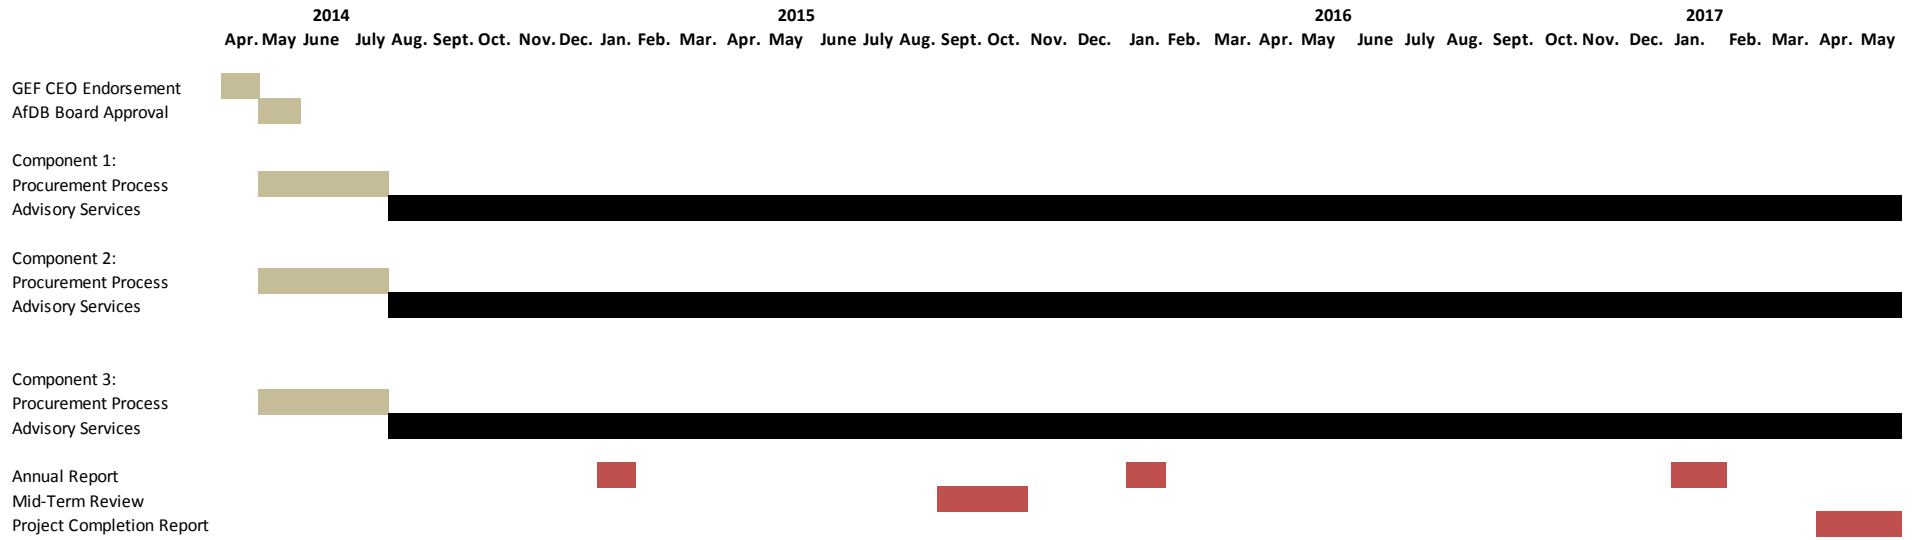 2014 2015 2016 2017
Apr. May June July Aug. Sept. Oct. Nov. Dec. Jan. Feb. Mar. Apr. May June July Aug. Sept. Oct. Nov. Dec. Jan. Feb. Mar. Apr. May June July Aug. Sept. Oct. Nov. Dec. Jan. Feb. Mar. Apr. May
GEF CEO Endorsement
AfDB Board Approval
Component 1:
Procurement Process
Advisory Services
Component 2:
Procurement Process
Advisory Services
Component 3:
Procurement Process
Advisory Services
Annual Report
Mid-Term Review
Project Completion Report